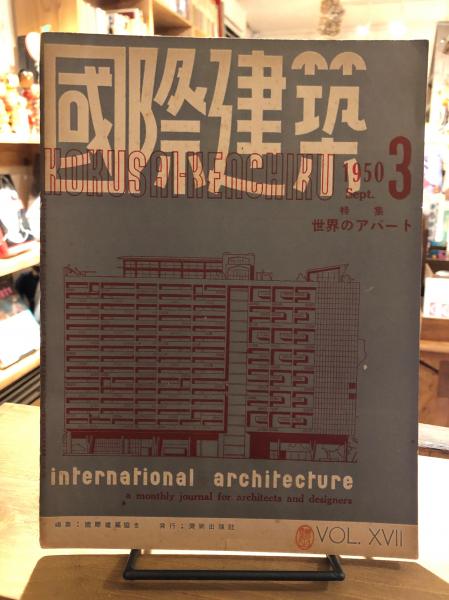 國際建築
KOKUSAI-KENCHIKU
1950 3
Sept.
特集
世界のアパート
international architecture
a monthly journal for architects and designers
編集：國際建築協会 発行：美術出版社
VOL. XVII